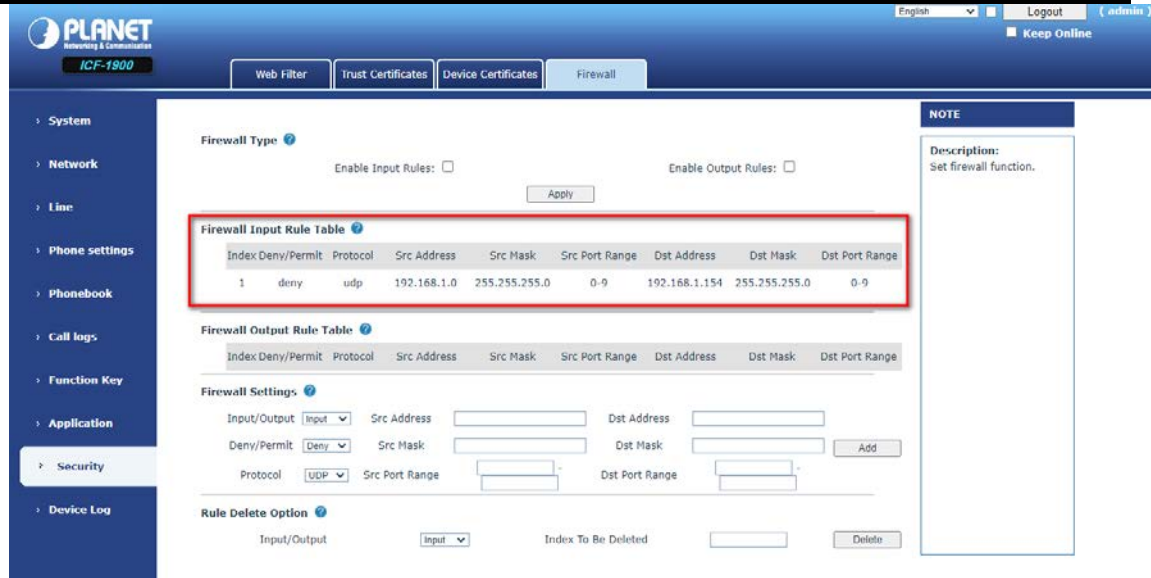 English Logout ( admin )
Keep Online
PLANET
Networking & Communication
ICF-1900
Web Filter Trust Certificates Device Certificates Firewall
System
Network
Line
Phone settings
Phonebook
Call logs
Function Key
Application
Security
Device Log
Firewall Type
Enable Input Rules: Enable Output Rules:
Apply
Firewall Input Rule Table
Index Deny/Permit Protocol Src Address Src Mask Src Port Range Dst Address Dst Mask Dst Port Range
1 deny udp 192.168.1.0 255.255.255.0 0-9 192.168.1.154 255.255.255.0 0-9
Firewall Output Rule Table
Index Deny/Permit Protocol Src Address Src Mask Src Port Range Dst Address Dst Mask Dst Port Range
Firewall Settings
Input/Output Input Src Address Dst Address
Deny/Permit Deny Src Mask Dst Mask Add
Protocol UDP Src Port Range - Dst Port Range -
Rule Delete Option
Input/Output Input Index To Be Deleted Delete
NOTE
Description:
Set firewall function.